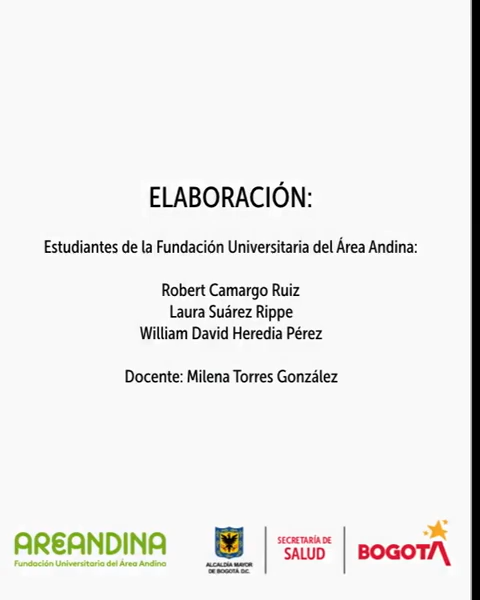 ELABORACIÓN:
Estudiantes de la Fundación Universitaria del Área Andina:
Robert Camargo Ruiz
Laura Suárez Rippe
William David Heredia Pérez
Docente: Milena Torres González
AREANDINA
Fundación Universitaria del Área Andina
ALCALDÍA MAYOR
DE BOGOTÁ D.C.
SECRETARÍA DE
SALUD
BOGOTÁ